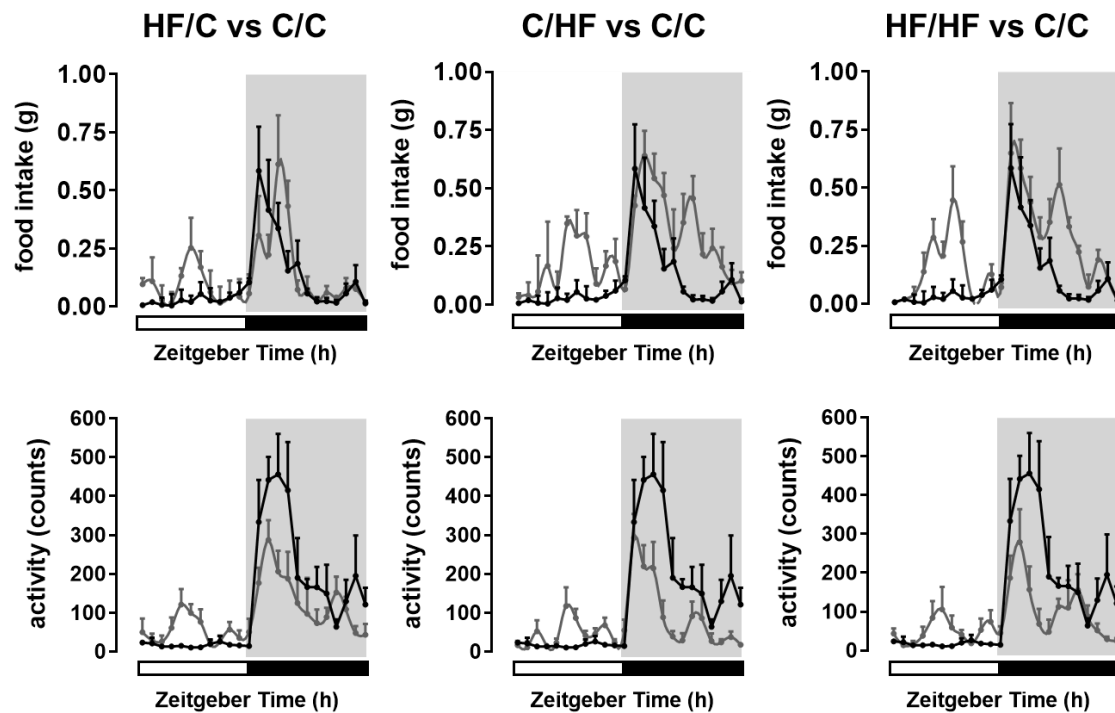 HF/C vs C/C
C/HF vs C/C
HF/HF vs C/C
food intake (g)
1.00
0.75
0.50
0.25
0.00
Zeitgeber Time (h)
food intake (g)
1.00
0.75
0.50
0.25
0.00
Zeitgeber Time (h)
food intake (g)
1.00
0.75
0.50
0.25
0.00
Zeitgeber Time (h)
activity (counts)
600
500
400
300
200
100
0
Zeitgeber Time (h)
activity (counts)
600
500
400
300
200
100
0
Zeitgeber Time (h)
activity (counts)
600
500
400
300
200
100
0
Zeitgeber Time (h)